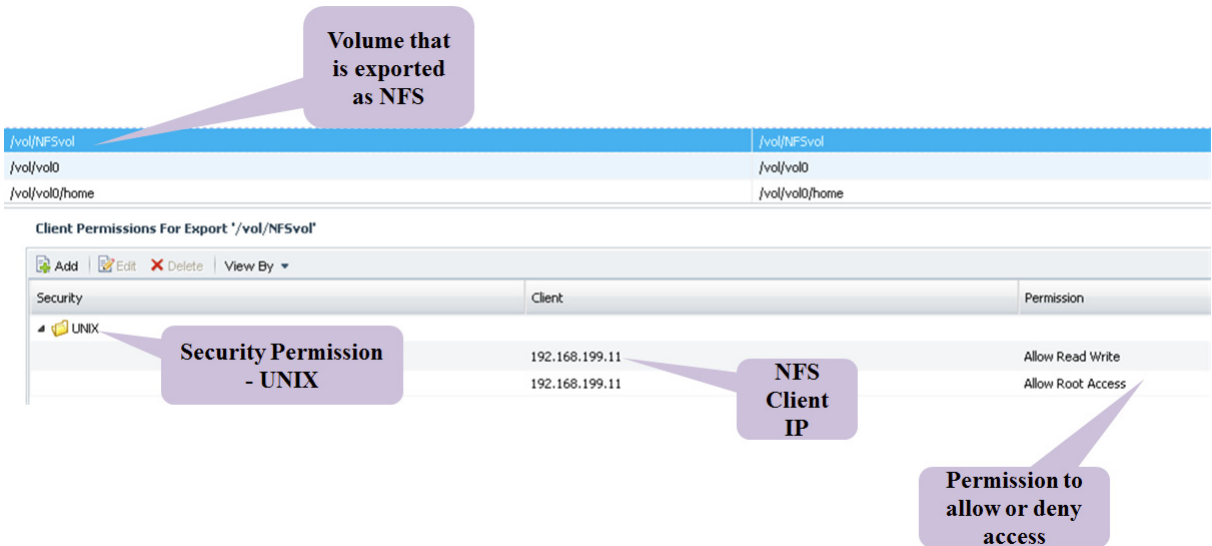 Volume that
is exported
as NFS
/vol/NFSvol /vol/NFSvol
/vol/vol0 /vol/vol0
/vol/vol0/home /vol/vol0/home
Client Permissions For Export '/vol/NFSvol'
Add Edit Delete View By
Security Client Permission
UNIX
Security Permission
- UNIX
192.168.199.11 Allow Read Write
192.168.199.11 Allow Root Access
NFS
Client
IP
Permission to
allow or deny
access